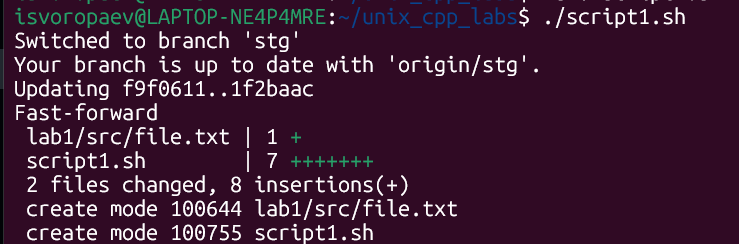 isvoropaev@LAPTOP-NE4P4MRE:~/unix_cpp_labs$ ./script1.sh
Switched to branch 'stg'
Your branch is up to date with 'origin/stg'.
Updating f9f0611..1f2baac
Fast-forward
 lab1/src/file.txt | 1 +
 script1.sh        | 7 +++++++
 2 files changed, 8 insertions(+)
 create mode 100644 lab1/src/file.txt
 create mode 100755 script1.sh